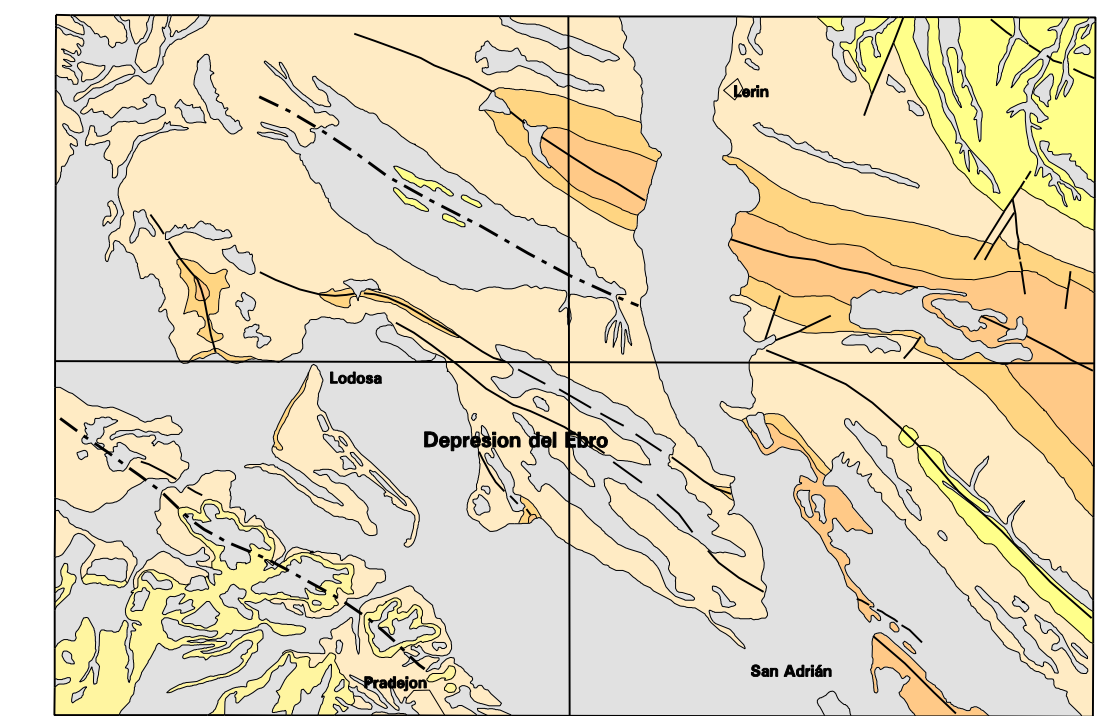 Lerin
Lodosa
Depresion del Ebro
San Adrián
Pradejon